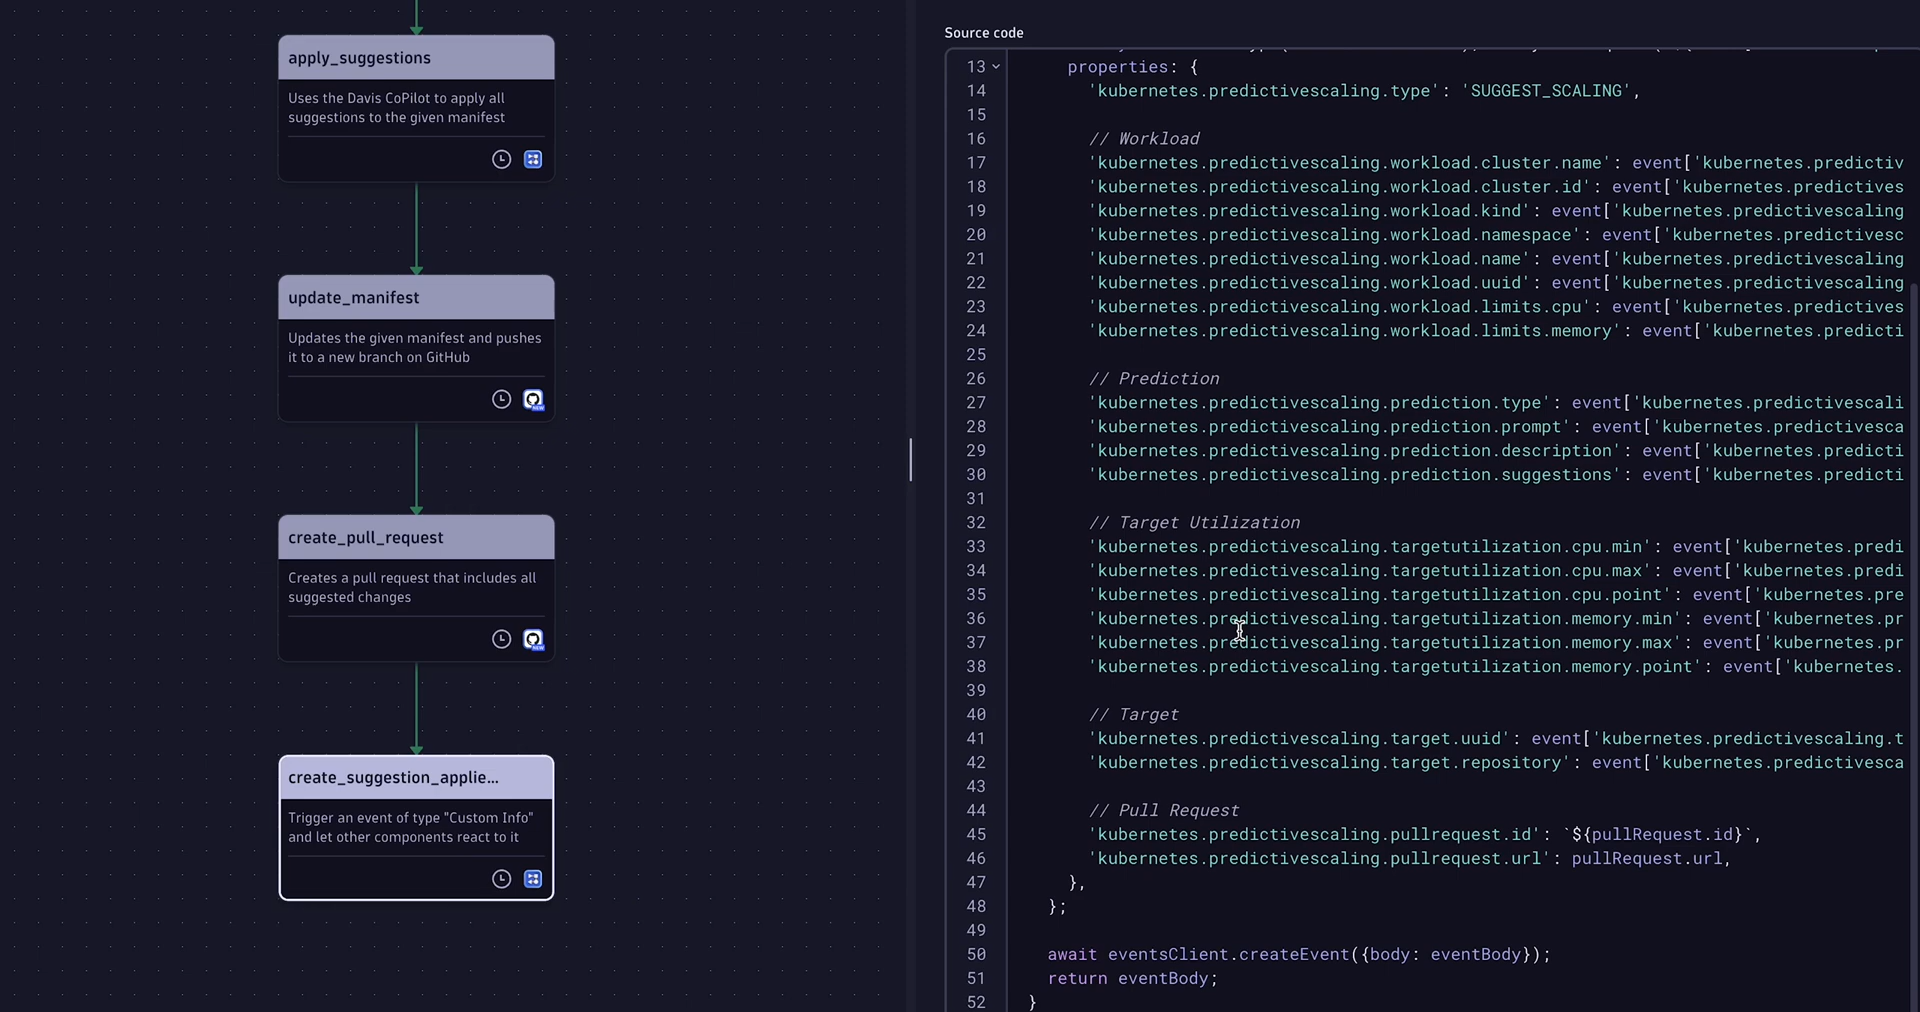 apply_suggestions
Uses the Davis CoPilot to apply all
suggestions to the given manifest
update_manifest
Updates the given manifest and pushes
it to a new branch on GitHub
NEW
create_pull_request
Creates a pull request that includes all
suggested changes
NEW
create_suggestion_applie...
Trigger an event of type "Custom Info"
and let other components react to it
Source code
13 properties: {
14 'kubernetes.predictivescaling.type': 'SUGGEST_SCALING',
15
16 // Workload
17 'kubernetes.predictivescaling.workload.cluster.name': event['kubernetes.predictiv
18 'kubernetes.predictivescaling.workload.cluster.id': event['kubernetes.predictives
19 'kubernetes.predictivescaling.workload.kind': event['kubernetes.predictivescaling
20 'kubernetes.predictivescaling.workload.namespace': event['kubernetes.predictivesc
21 'kubernetes.predictivescaling.workload.name': event['kubernetes.predictivescaling
22 'kubernetes.predictivescaling.workload.uuid': event['kubernetes.predictivescaling
23 'kubernetes.predictivescaling.workload.limits.cpu': event['kubernetes.predictives
24 'kubernetes.predictivescaling.workload.limits.memory': event['kubernetes.predicti
25
26 // Prediction
27 'kubernetes.predictivescaling.prediction.type': event['kubernetes.predictivescali
28 'kubernetes.predictivescaling.prediction.prompt': event['kubernetes.predictivesca
29 'kubernetes.predictivescaling.prediction.description': event['kubernetes.predicti
30 'kubernetes.predictivescaling.prediction.suggestions': event['kubernetes.predicti
31
32 // Target Utilization
33 'kubernetes.predictivescaling.targetutilization.cpu.min': event['kubernetes.predi
34 'kubernetes.predictivescaling.targetutilization.cpu.max': event['kubernetes.predi
35 'kubernetes.predictivescaling.targetutilization.cpu.point': event['kubernetes.pre
36 'kubernetes.predictivescaling.targetutilization.memory.min': event['kubernetes.pr
37 'kubernetes.predictivescaling.targetutilization.memory.max': event['kubernetes.pr
38 'kubernetes.predictivescaling.targetutilization.memory.point': event['kubernetes.
39
40 // Target
41 'kubernetes.predictivescaling.target.uuid': event['kubernetes.predictivescaling.t
42 'kubernetes.predictivescaling.target.repository': event['kubernetes.predictivesca
43
44 // Pull Request
45 'kubernetes.predictivescaling.pullrequest.id': `${pullRequest.id}`,
46 'kubernetes.predictivescaling.pullrequest.url': pullRequest.url,
47 },
48 };
49
50 await eventsClient.createEvent({body: eventBody});
51 return eventBody;
52 }